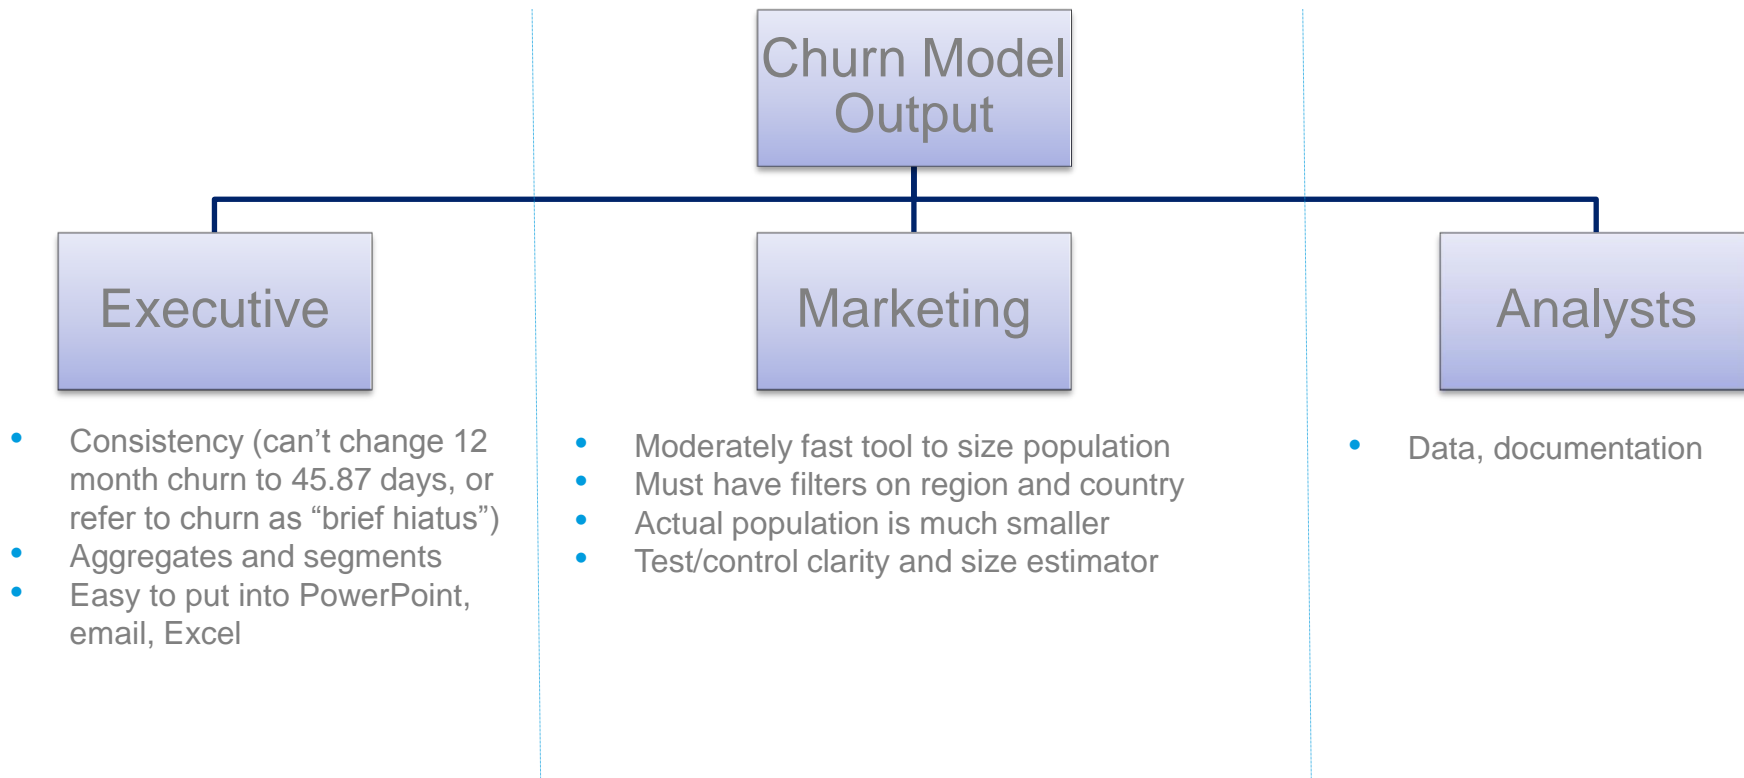 Churn Model
Output
Executive
Marketing
Analysts
• Consistency (can’t change 12
month churn to 45.87 days, or
refer to churn as “brief hiatus”)
• Aggregates and segments
• Easy to put into PowerPoint,
email, Excel
• Moderately fast tool to size population
• Must have filters on region and country
• Actual population is much smaller
• Test/control clarity and size estimator
• Data, documentation